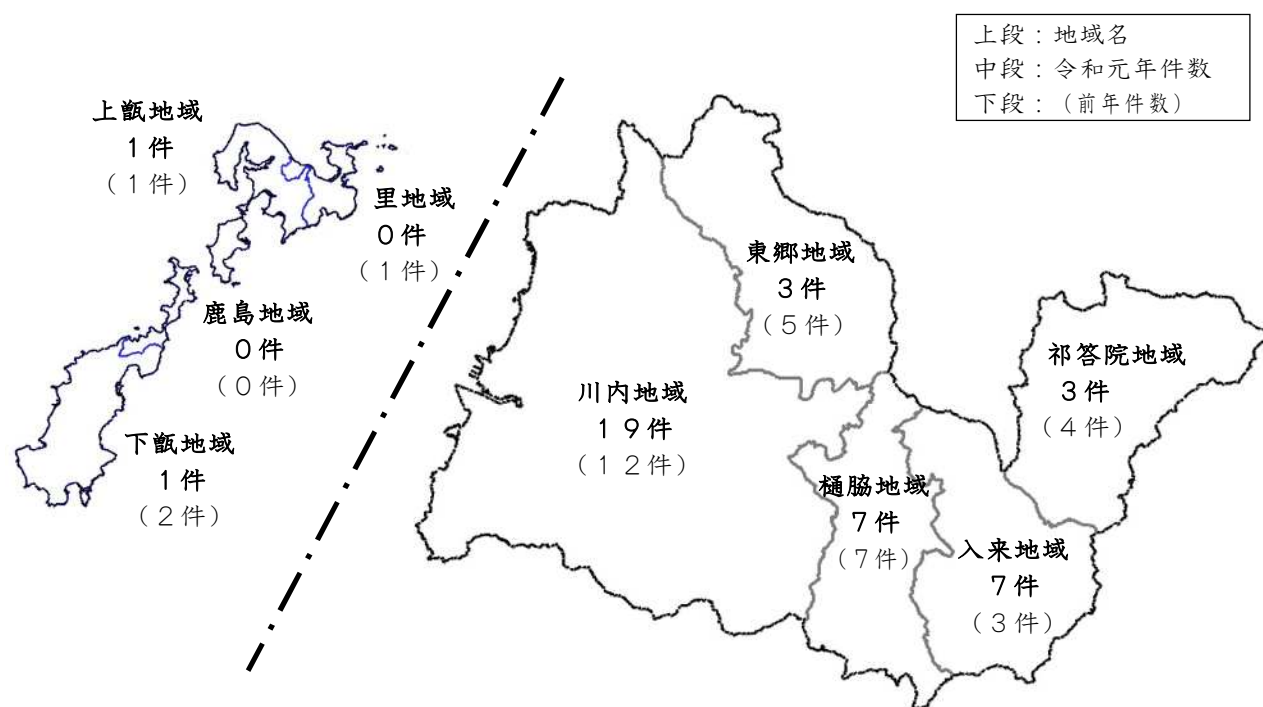 上段：地域名
中段：令和元年件数
下段：（前年件数）
上甑地域
１件
（１件）
里地域
０件
（１件）
鹿島地域
０件
（０件）
下甑地域
１件
（２件）
東郷地域
３件
（５件）
川内地域
１９件
（１２件）
祁答院地域
３件
（４件）
樋脇地域
７件
（７件）
入来地域
７件
（３件）